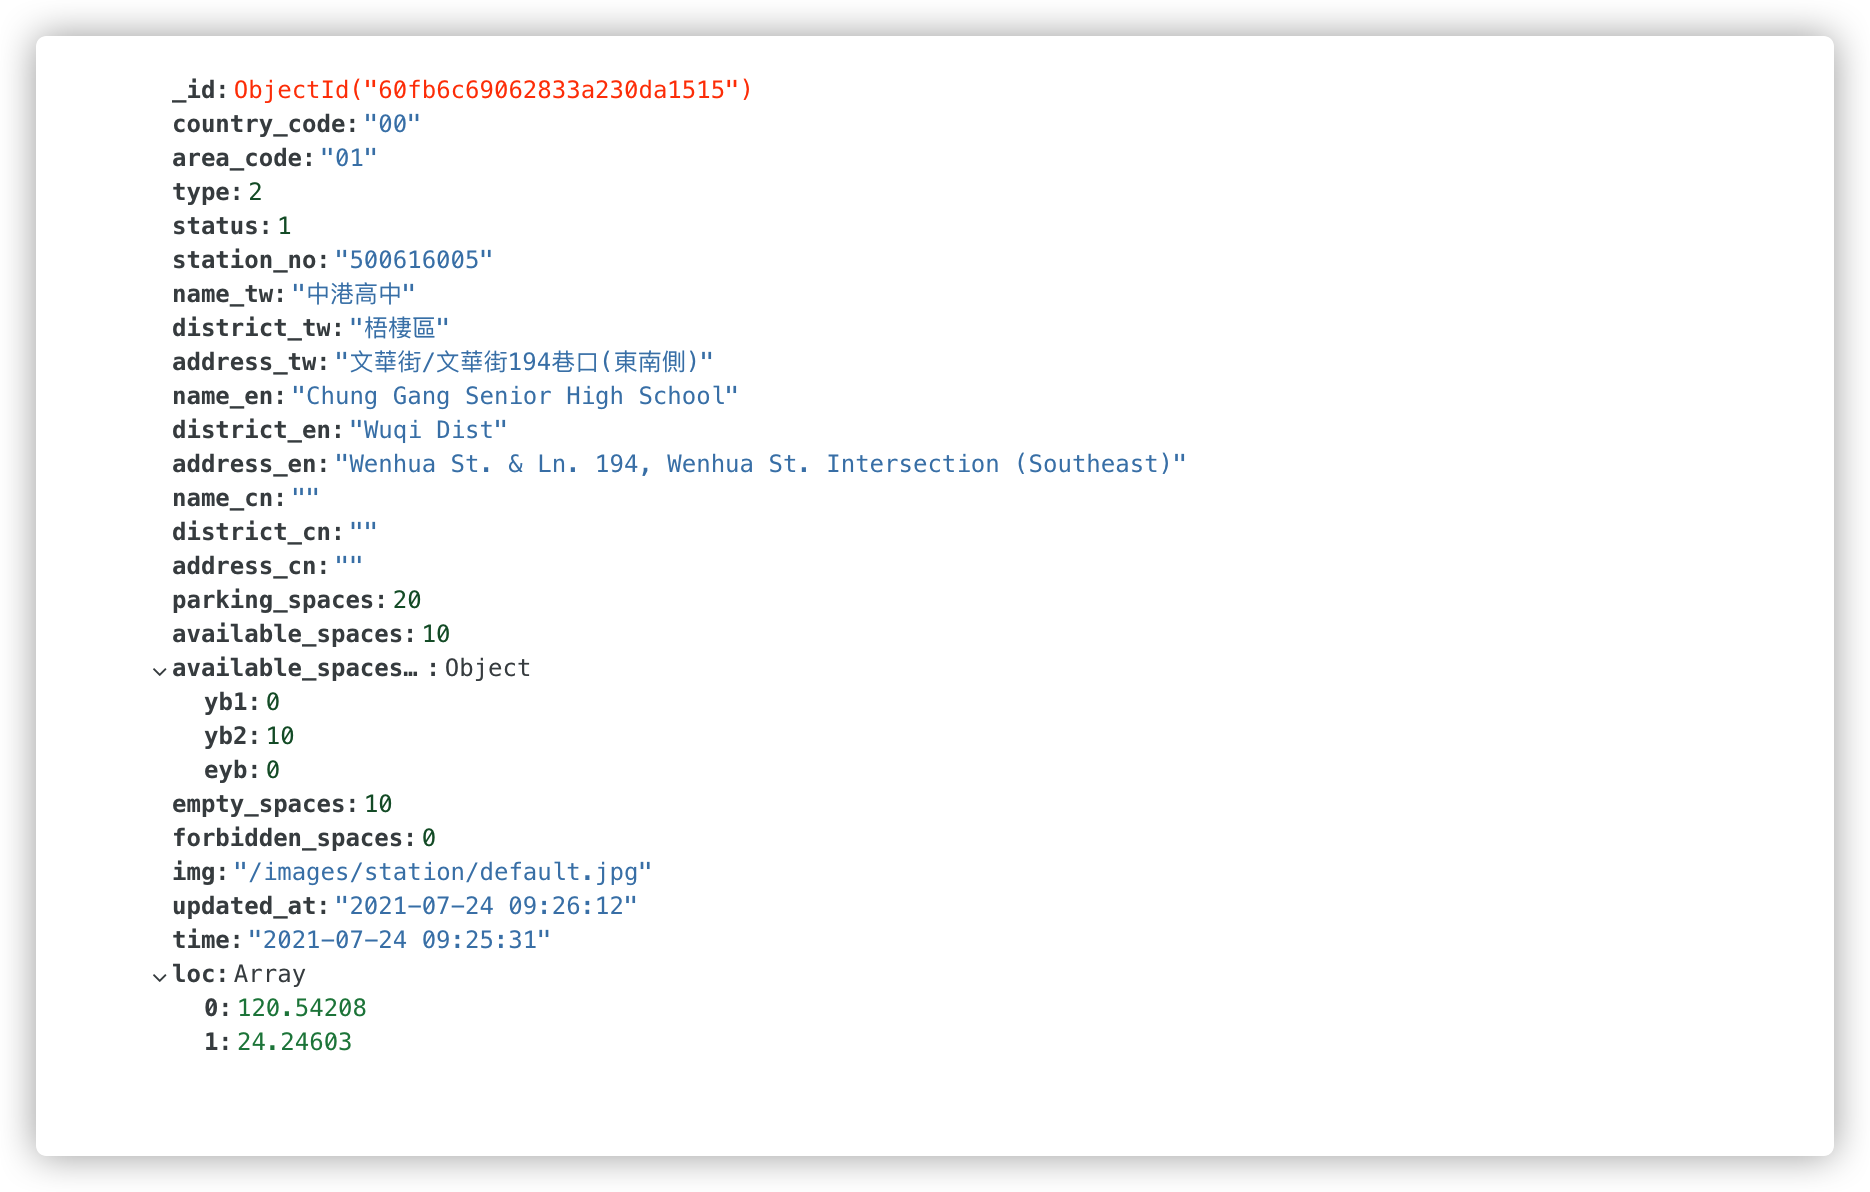 _id: ObjectId("60fb6c69062833a230da1515")
country_code: "00"
area_code: "01"
type: 2
status: 1
station_no: "500616005"
name_tw: "中港高中"
district_tw: "梧棲區"
address_tw: "文華街/文華街194巷口(東南側)"
name_en: "Chung Gang Senior High School"
district_en: "Wuqi Dist"
address_en: "Wenhua St. & Ln. 194, Wenhua St. Intersection (Southeast)"
name_cn: ""
district_cn: ""
address_cn: ""
parking_spaces: 20
available_spaces: 10
available_spaces… : Object
yb1: 0
yb2: 10
eyb: 0
empty_spaces: 10
forbidden_spaces: 0
img: "/images/station/default.jpg"
updated_at: "2021-07-24 09:26:12"
time: "2021-07-24 09:25:31"
loc: Array
0: 120.54208
1: 24.24603